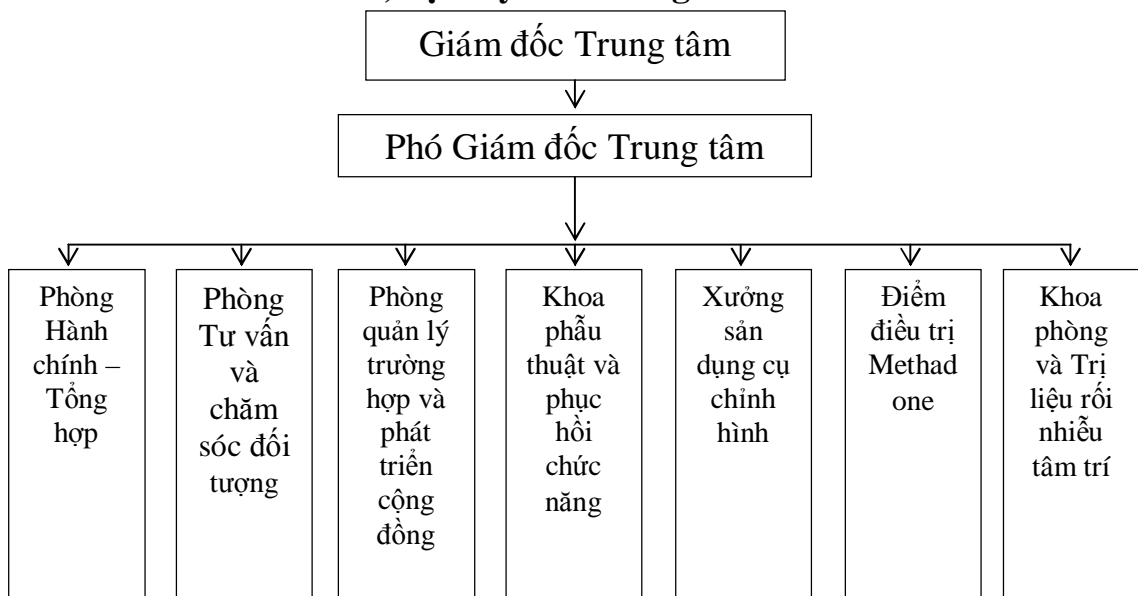 Giám đốc Trung tâm
Phó Giám đốc Trung tâm
Phòng
Hành
chính –
Tổng
hợp
Phòng
Tư vấn
và
chăm
sóc đối
tượng
Phòng
quản lý
trường
hợp và
phát
triển
cộng
đồng
Khoa
phẫu
thuật và
phục
hồi
chức
năng
Xưởng
sản
dụng cụ
chỉnh
hình
Điểm
điều trị
Methad
one
Khoa
phòng
và Trị
liệu rối
nhiễu
tâm trí